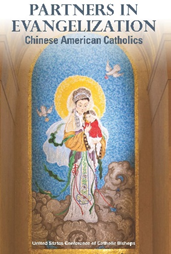 PARTNERS IN
EVANGELIZATION
Chinese American Catholics
United States Conference of Catholic Bishops